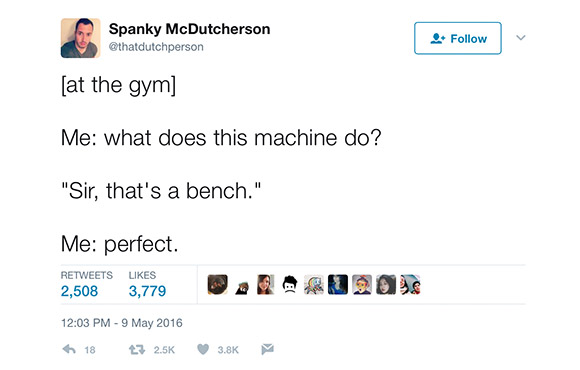 Spanky McDutcherson
@thatdutchperson
Follow
[at the gym]
Me: what does this machine do?
"Sir, that's a bench."
Me: perfect.
RETWEETS LIKES
2,508 3,779
12:03 PM - 9 May 2016
18 2.5K 3.8K